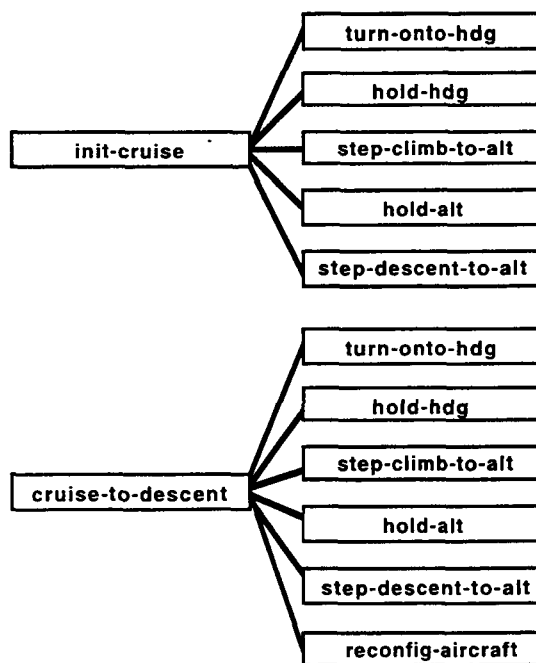 turn-onto-hdg
hold-hdg
init-cruise
step-climb-to-alt
hold-alt
step-descent-to-alt
turn-onto-hdg
hold-hdg
step-climb-to-alt
cruise-to-descent
hold-alt
step-descent-to-alt
reconfig-aircraft